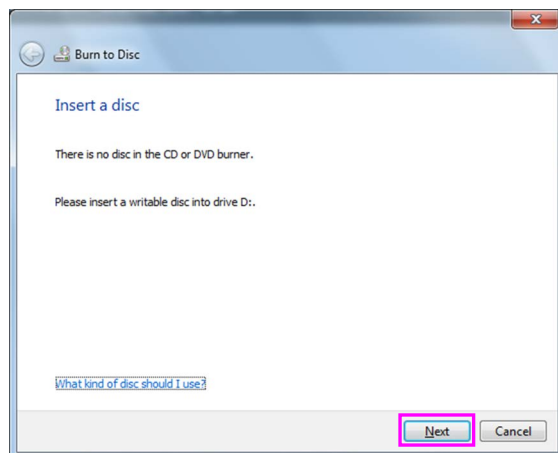 Burn to Disc
Insert a disc
There is no disc in the CD or DVD burner.
Please insert a writable disc into drive D:.
What kind of disc should I use?
Next Cancel